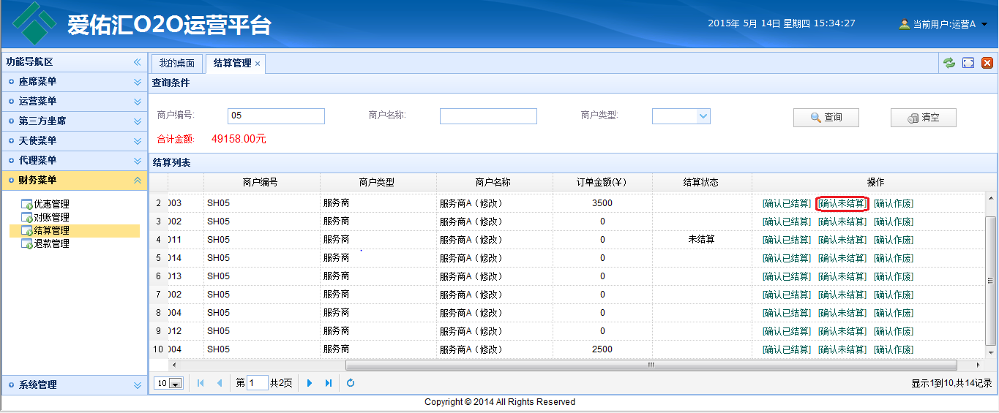 爱佑汇O2O运营平台
2015年 5月 14日 星期四 15:34:27
当前用户:运营A
功能导航区
座席菜单
运营菜单
第三方坐席
天使菜单
代理菜单
财务菜单
优惠管理
对账管理
结算管理
退款管理
系统管理
我的桌面 结算管理
查询条件
商户编号: 05 商户名称: 商户类型: 查询 清空
合计金额: 49158.00元
结算列表
商户编号 商户类型 商户名称 订单金额(￥) 结算状态 操作
2 003 SH05 服务商 服务商A（修改） 3500 [确认已结算] [确认未结算] [确认作废]
3 002 SH05 服务商 服务商A（修改） 0 [确认已结算] [确认未结算] [确认作废]
4 011 SH05 服务商 服务商A（修改） 0 未结算 [确认已结算] [确认未结算] [确认作废]
5 014 SH05 服务商 服务商A（修改） 0 [确认已结算] [确认未结算] [确认作废]
6 013 SH05 服务商 服务商A（修改） 0 [确认已结算] [确认未结算] [确认作废]
7 002 SH05 服务商 服务商A（修改） 0 [确认已结算] [确认未结算] [确认作废]
8 004 SH05 服务商 服务商A（修改） 0 [确认已结算] [确认未结算] [确认作废]
9 012 SH05 服务商 服务商A（修改） 0 [确认已结算] [确认未结算] [确认作废]
10 004 SH05 服务商 服务商A（修改） 2500 [确认已结算] [确认未结算] [确认作废]
10 第 1 共2页 显示1到10,共14记录
Copyright © 2014 All Rights Reserved